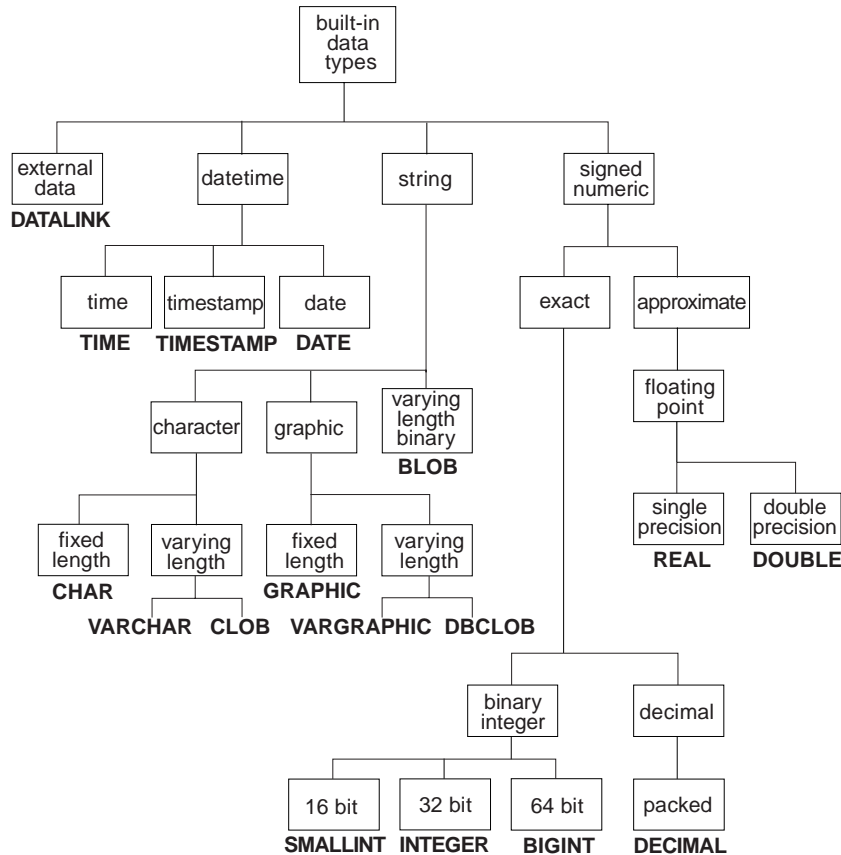 built-in
data
types
external
data
datetime
string
signed
numeric
DATALINK
time
timestamp
date
exact
approximate
TIME
TIMESTAMP
DATE
character
graphic
varying
length
binary
floating
point
BLOB
fixed
length
varying
length
fixed
length
varying
length
single
precision
double
precision
CHAR
GRAPHIC
REAL
DOUBLE
VARCHAR
CLOB
VARGRAPHIC
DBCLOB
binary
integer
decimal
16 bit
32 bit
64 bit
packed
SMALLINT
INTEGER
BIGINT
DECIMAL